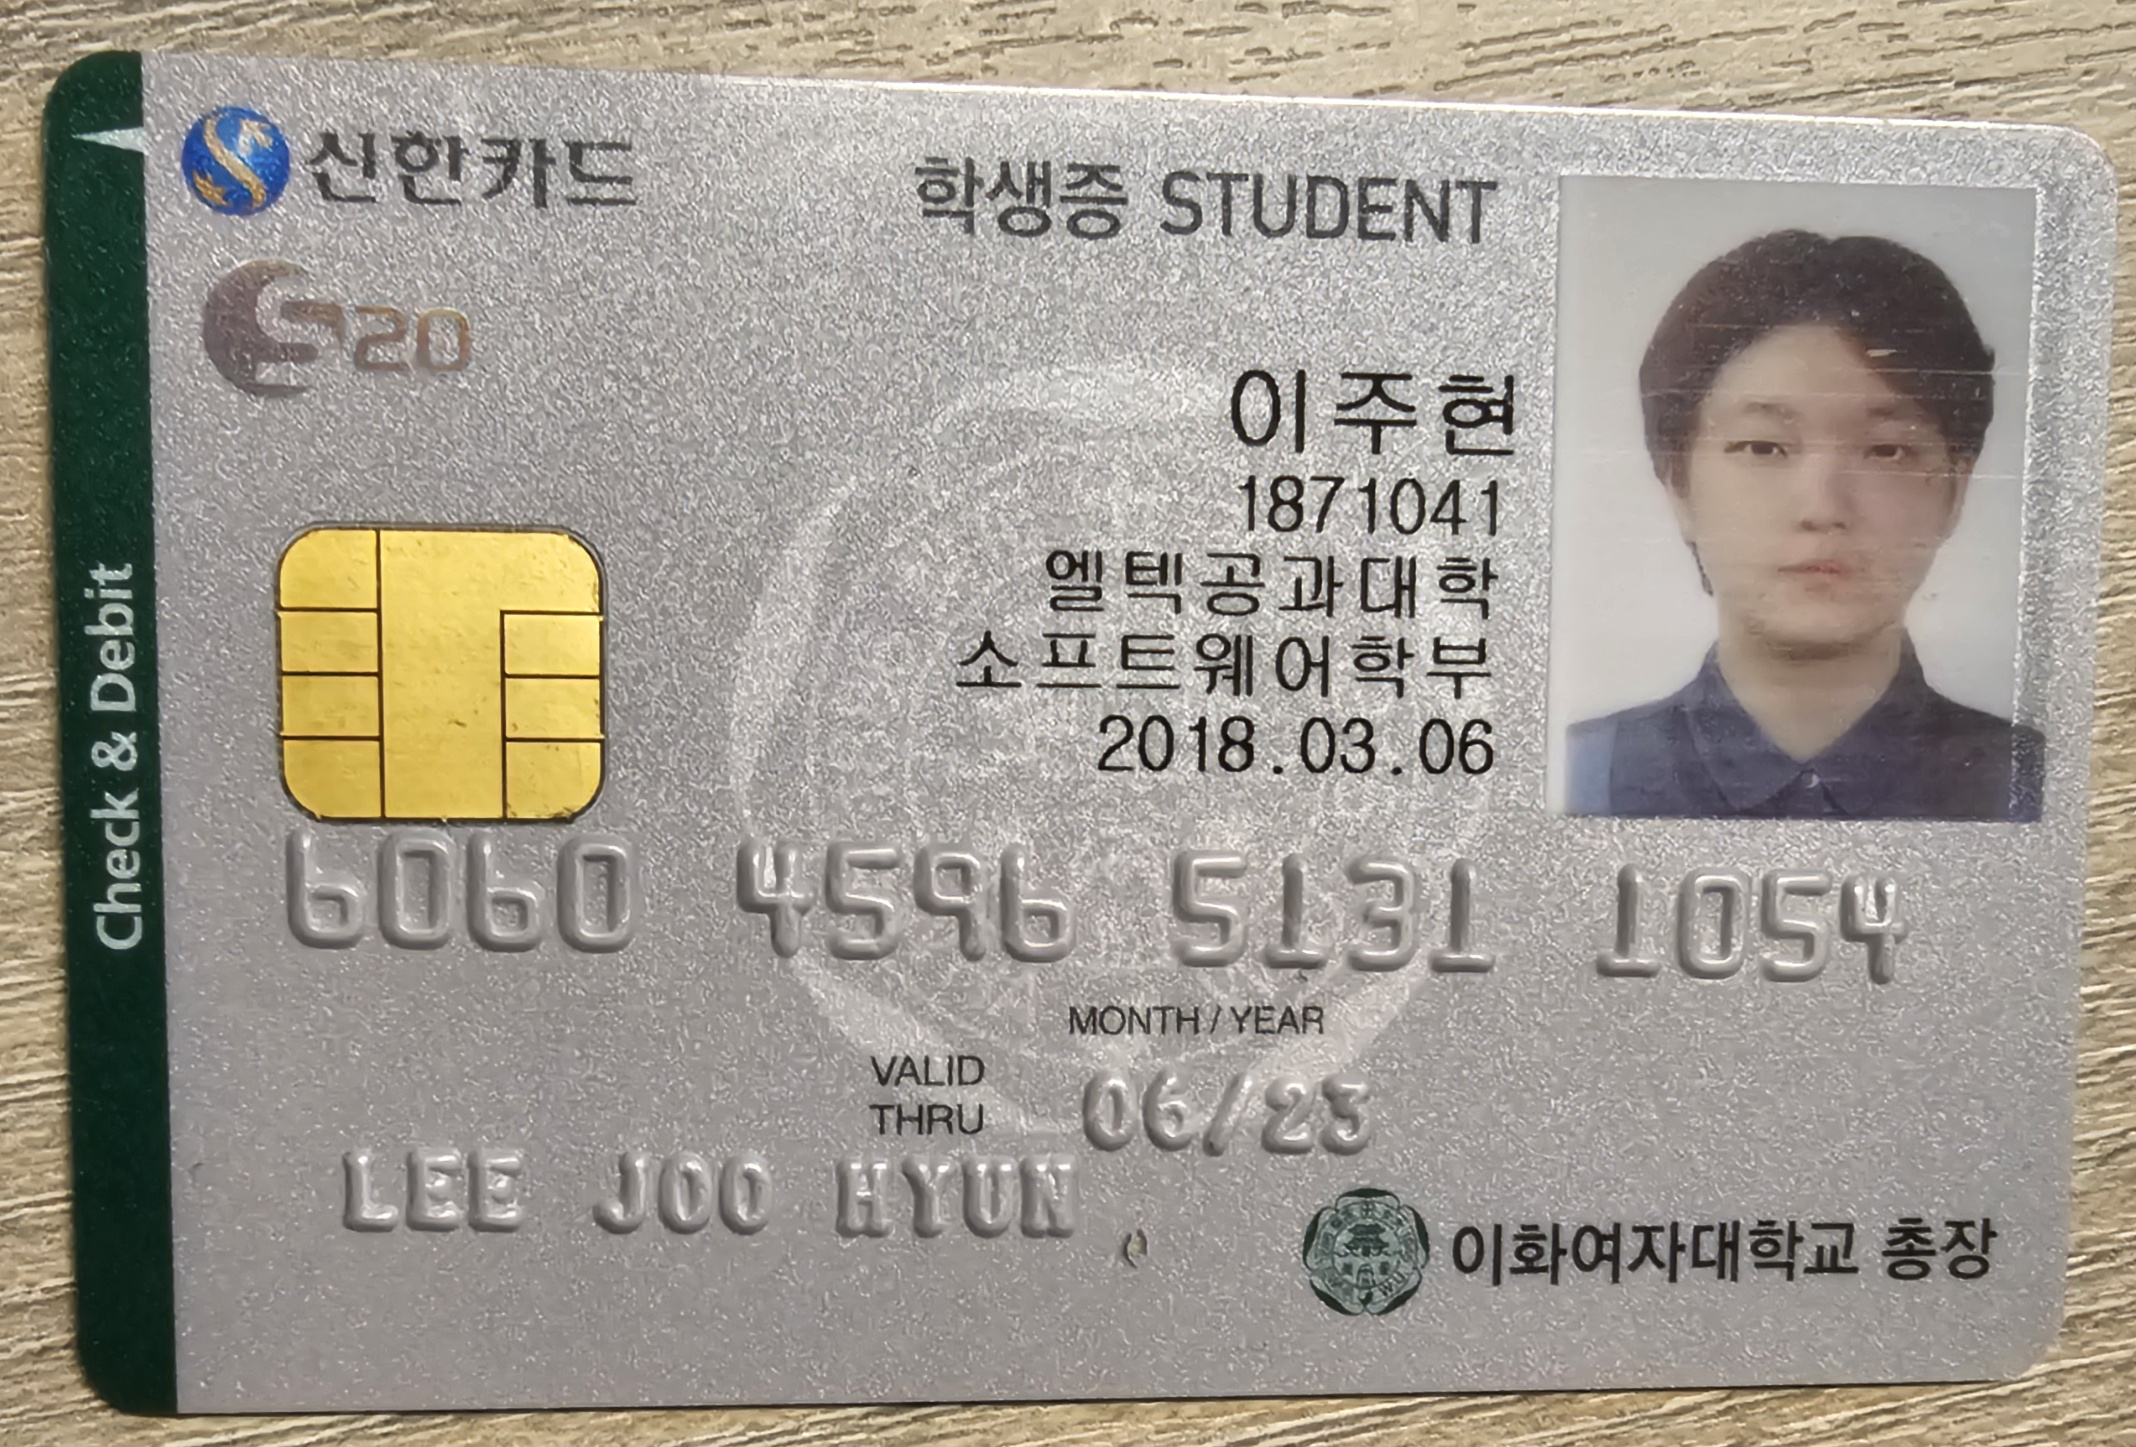 신한카드
학생증 STUDENT
S20
이주현
1871041
엘텍공과대학
소프트웨어학부
2018.03.06
Check & Debit
6060 4596 5131 1054
MONTH / YEAR
VALID
THRU
06/23
LEE JOO HYUN
이화여자대학교 총장